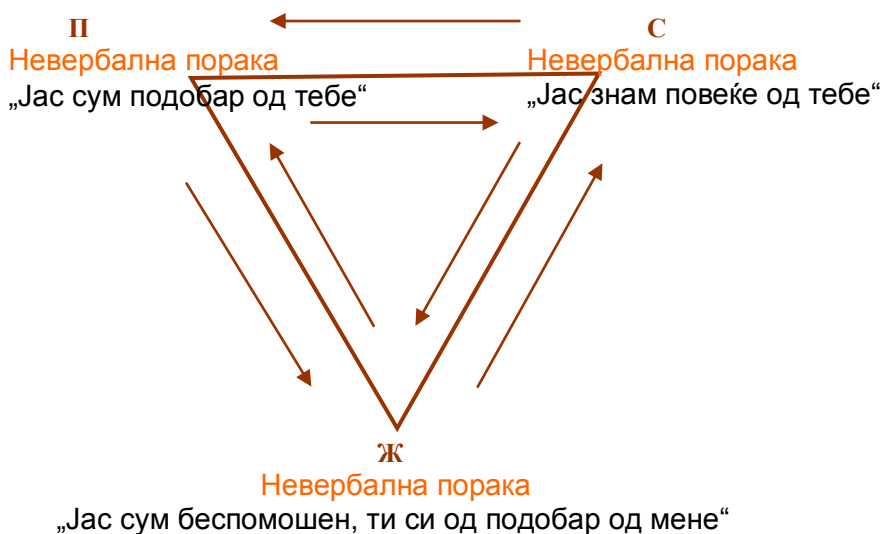 П
Невербална порака
„Јас сум подобар од тебе“
С
Невербална порака
„Јас знам повеќе од тебе“
Ж
Невербална порака
„Јас сум беспомошен, ти си од подобар од мене“